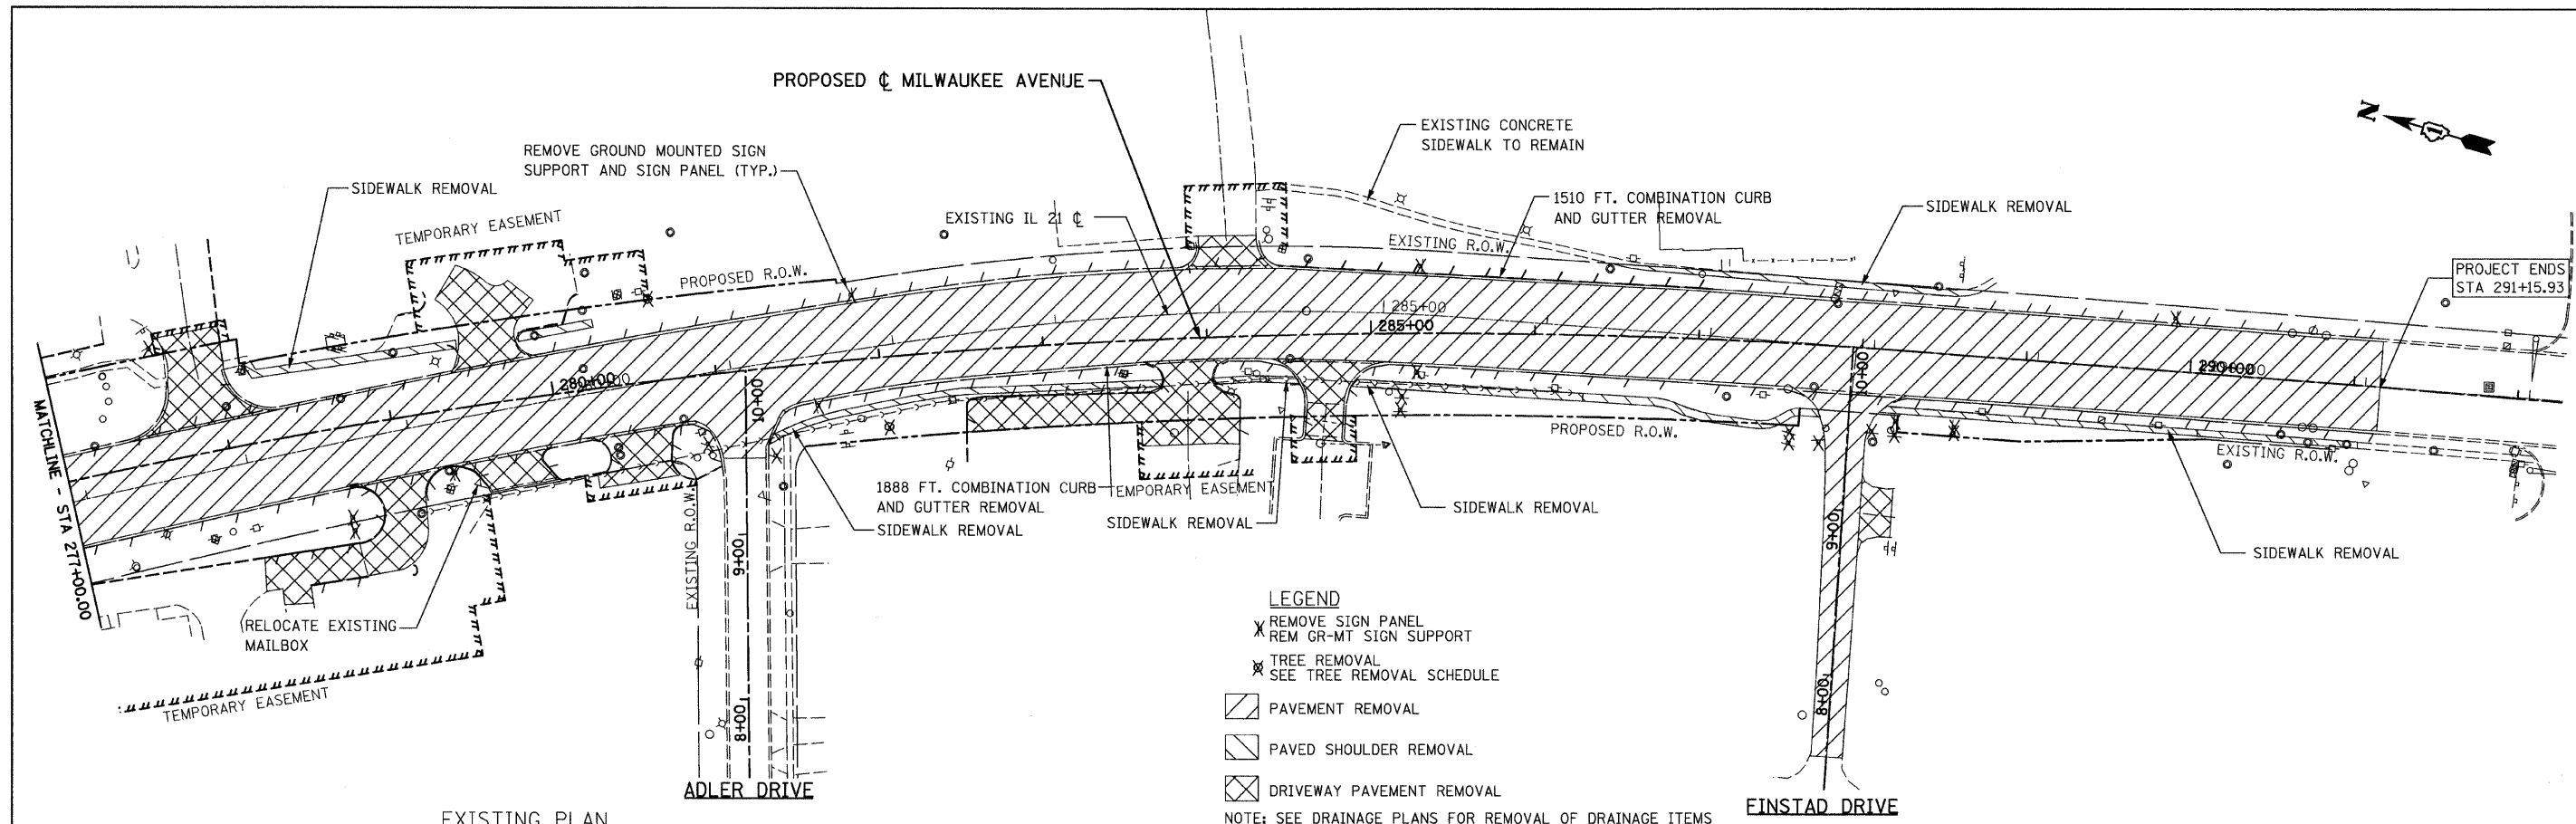 PROPOSED ℄ MILWAUKEE AVENUE
N
EXISTING CONCRETE
SIDEWALK TO REMAIN
REMOVE GROUND MOUNTED SIGN
SUPPORT AND SIGN PANEL (TYP.)
SIDEWALK REMOVAL
1510 FT. COMBINATION CURB
AND GUTTER REMOVAL
SIDEWALK REMOVAL
TEMPORARY EASEMENT
EXISTING IL 21 ℄
EXISTING R.O.W.
PROPOSED R.O.W.
PROJECT ENDS
STA 291+15.93
285+00
285+00
280+00
290+00
10+00
10+00
MATCHLINE - STA 277+00.00
PROPOSED R.O.W.
EXISTING R.O.W.
1888 FT. COMBINATION CURB
AND GUTTER REMOVAL
TEMPORARY EASEMENT
SIDEWALK REMOVAL
SIDEWALK REMOVAL
SIDEWALK REMOVAL
SIDEWALK REMOVAL
EXISTING R.O.W.
9+00
9+00
RELOCATE EXISTING
MAILBOX
TEMPORARY EASEMENT
8+00
8+00
LEGEND
REMOVE SIGN PANEL
REM GR-MT SIGN SUPPORT
TREE REMOVAL
SEE TREE REMOVAL SCHEDULE
PAVEMENT REMOVAL
PAVED SHOULDER REMOVAL
DRIVEWAY PAVEMENT REMOVAL
NOTE: SEE DRAINAGE PLANS FOR REMOVAL OF DRAINAGE ITEMS
ADLER DRIVE
FINSTAD DRIVE
EXISTING PLAN